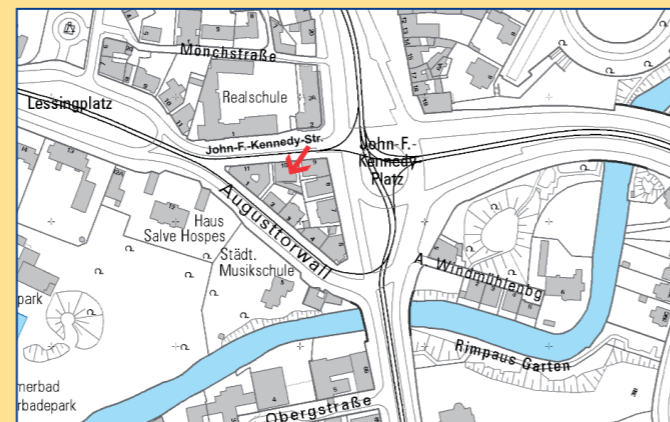 Mönchstraße
Lessingplatz
Realschule
John-F.-Kennedy-Str.
John-F.-
Kennedy-
Platz
Augusttorwall
Haus
Salve Hospes
Städt.
Musikschule
A. Windmühlenbg
park
Rimpaus Garten
merbad
rbadepark
Obergstraße